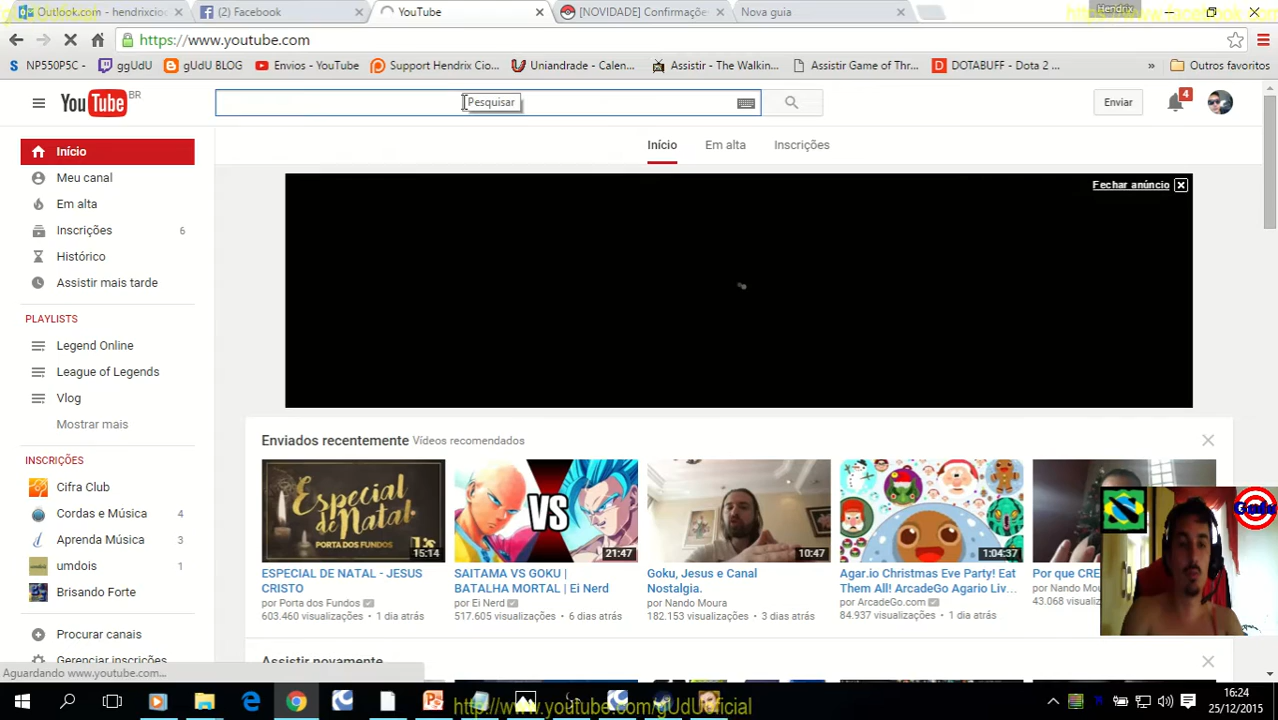 Outlook.com - hendrixcioc
(2) Facebook
YouTube
[NOVIDADE] Confirmaçõe
Nova guia
Hendrix
https://www.youtube.com
NP550P5C -
ggUdU
gUdU BLOG
Envios - YouTube
Support Hendrix Cio...
Uniandrade - Calen...
Assistir - The Walkin...
Assistir Game of Thr...
DOTABUFF - Dota 2 ...
»
Outros favoritos
YouTube BR
Pesquisar
Enviar
4
Início
Em alta
Inscrições
Início
Meu canal
Em alta
Inscrições 6
Histórico
Assistir mais tarde
PLAYLISTS
Legend Online
League of Legends
Vlog
Mostrar mais
INSCRIÇÕES
Cifra Club
Cordas e Música 4
Aprenda Música 3
umdois 1
Brisando Forte
Procurar canais
Gerenciar inscrições
Fechar anúncio
Enviados recentemente Vídeos recomendados
Especial de Natal
PORTA DOS FUNDOS
15:14
ESPECIAL DE NATAL - JESUS
CRISTO
por Porta dos Fundos
603.460 visualizações • 1 dia atrás
VS
21:47
SAITAMA VS GOKU |
BATALHA MORTAL | Ei Nerd
por Ei Nerd
517.605 visualizações • 6 dias atrás
10:47
Goku, Jesus e Canal
Nostalgia.
por Nando Moura
182.153 visualizações • 3 dias atrás
1:04:37
Agar.io Christmas Eve Party! Eat
Them All! ArcadeGo Agario Liv...
por ArcadeGo.com
84.937 visualizações • 1 dia atrás
Por que CRE
por Nando Moura
43.068 visualiza
Assistir novamente
Aguardando www.youtube.com...
http://www.youtube.com/gUdUoficial
16:24
25/12/2015